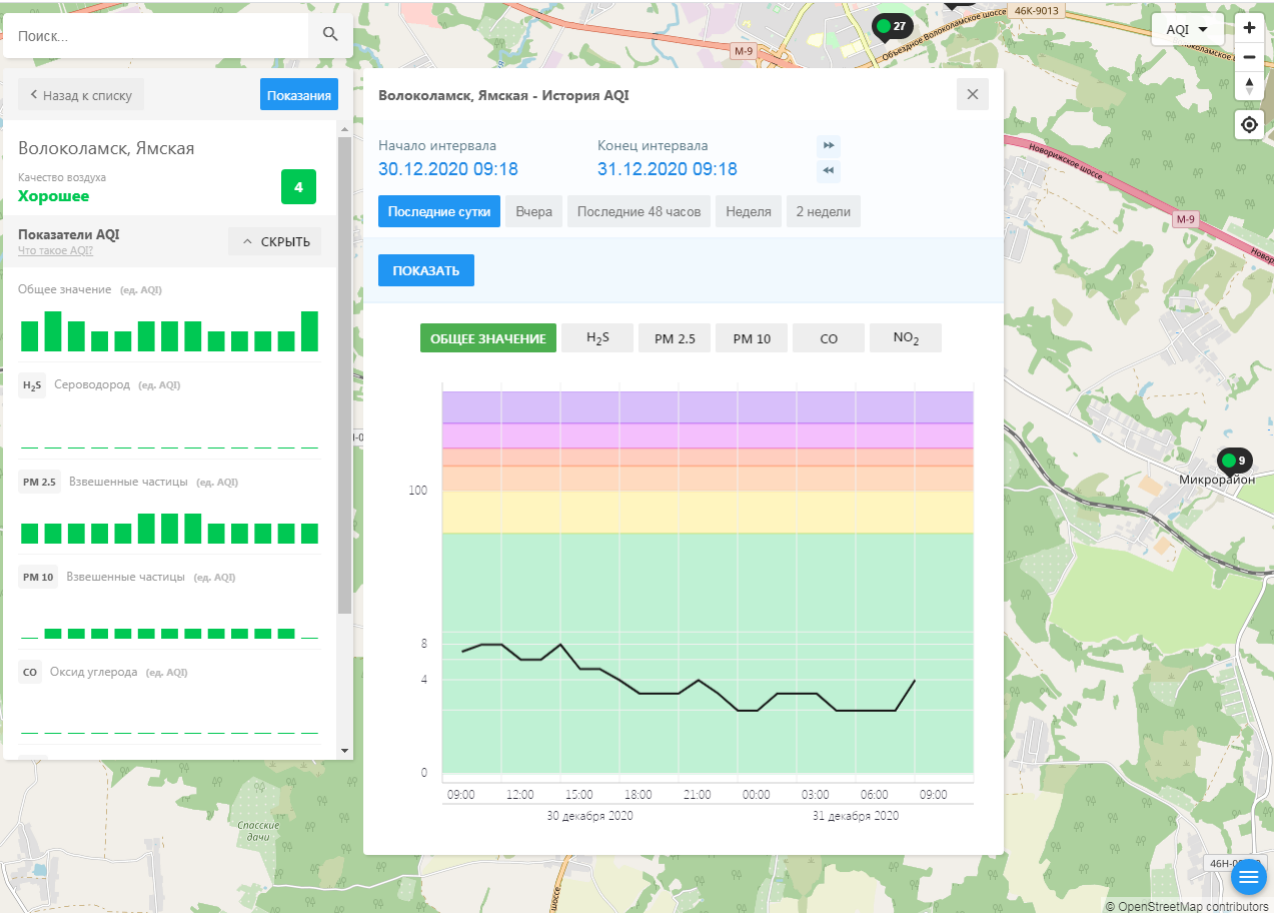 46К-9013
27
Объездное Волоколамское шоссе
AQI
Поиск...
М-9
Назад к списку
Показания
Волоколамск, Ямская - История AQI
Волоколамск, Ямская
Качество воздуха
Хорошее
4
Начало интервала
Конец интервала
30.12.2020 09:18
31.12.2020 09:18
Новорижское шоссе
Последние сутки
Вчера
Последние 48 часов
Неделя
2 недели
М-9
Показатели AQI
Что такое AQI?
СКРЫТЬ
ПОКАЗАТЬ
Общее значение (ед. AQI)
ОБЩЕЕ ЗНАЧЕНИЕ
H2S
PM 2.5
PM 10
CO
NO2
H2S Сероводород (ед. AQI)
9
Микрорайон
PM 2.5 Взвешенные частицы (ед. AQI)
100
PM 10 Взвешенные частицы (ед. AQI)
8
CO Оксид углерода (ед. AQI)
4
0
09:00 12:00 15:00 18:00 21:00 00:00 03:00 06:00 09:00
30 декабря 2020
31 декабря 2020
Спасские
дачи
© OpenStreetMap contributors